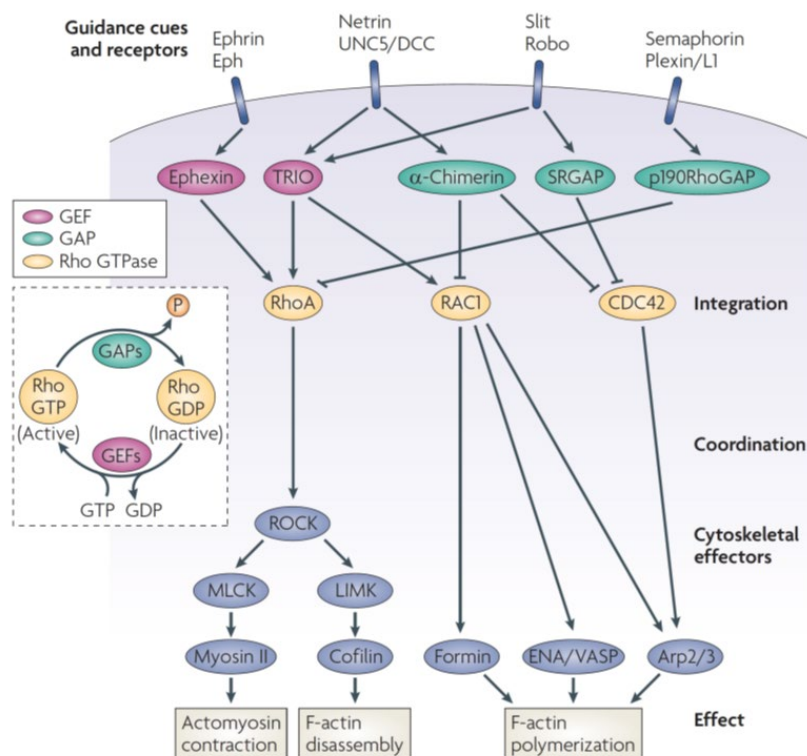 Guidance cues
and receptors
Ephrin
Eph
Netrin
UNC5/DCC
Slit
Robo
Semaphorin
Plexin/L1
Ephexin
TRIO
α-Chimerin
SRGAP
p190RhoGAP
GEF
GAP
Rho GTPase
RhoA
RAC1
CDC42
Integration
P
GAPs
Rho
GTP
(Active)
Rho
GDP
(Inactive)
GEFs
GTP
GDP
Coordination
ROCK
Cytoskeletal
effectors
MLCK
LIMK
Myosin II
Cofilin
Formin
ENA/VASP
Arp2/3
Actomyosin
contraction
F-actin
disassembly
F-actin
polymerization
Effect